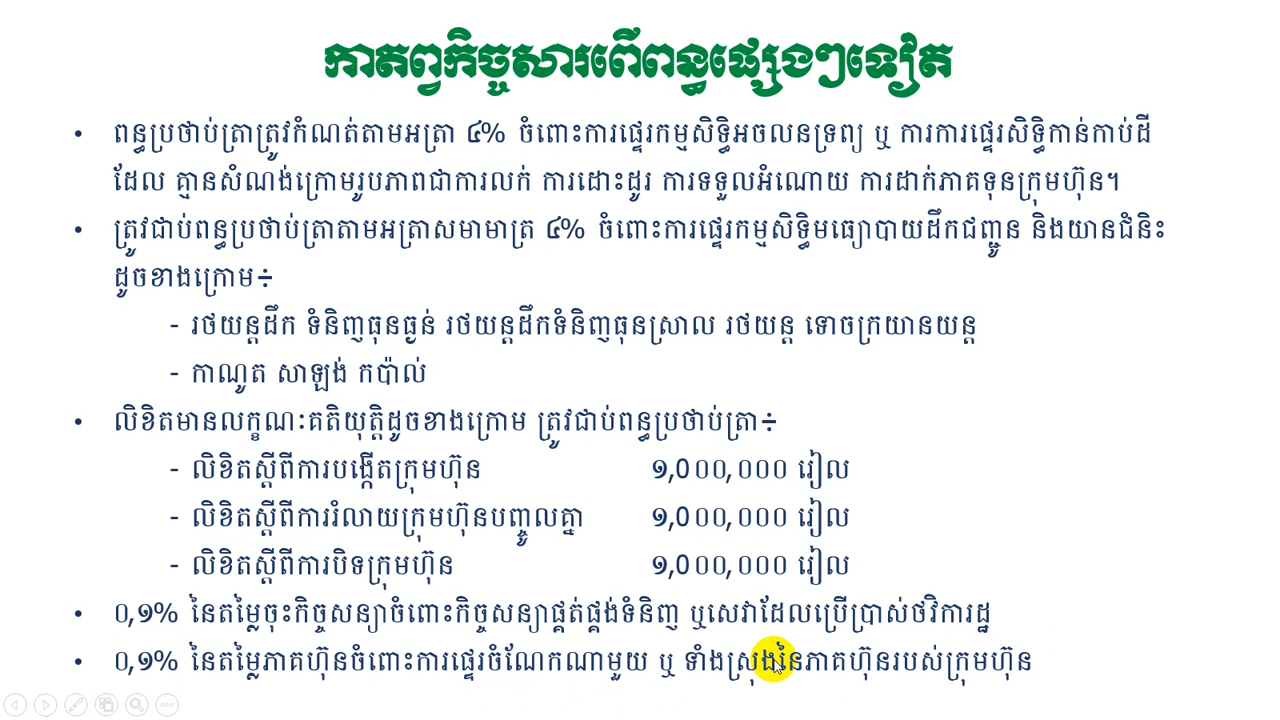 កាតព្វកិច្ចសារពើពន្ធផ្សេងៗទៀត
• ពន្ធប្រថាប់ត្រាត្រូវកំណត់តាមអត្រា ៤% ចំពោះការផ្ទេរកម្មសិទ្ធិអចលនទ្រព្យ ឬ ការការផ្ទេរសិទ្ធិកាន់កាប់ដី
ដែល គ្មានសំណង់ក្រោមរូបភាពជាការលក់ ការដោះដូរ ការទទួលអំណោយ ការដាក់ភាគទុនក្រុមហ៊ុន។
• ត្រូវជាប់ពន្ធប្រថាប់ត្រាតាមអត្រាសមាមាត្រ ៤% ចំពោះការផ្ទេរកម្មសិទ្ធិមធ្យោបាយដឹកជញ្ជូន និងយានជំនិះ
ដូចខាងក្រោម÷
- រថយន្តដឹក ទំនិញធុនធ្ងន់ រថយន្តដឹកទំនិញធុនស្រាល រថយន្ត ទោចក្រយានយន្ត
- កាណូត សាឡង់ កប៉ាល់
• លិខិតមានលក្ខណៈគតិយុត្តិដូចខាងក្រោម ត្រូវជាប់ពន្ធប្រថាប់ត្រា÷
- លិខិតស្តីពីការបង្កើតក្រុមហ៊ុន ១,0០០,០០០ រៀល
- លិខិតស្តីពីការរំលាយក្រុមហ៊ុនបញ្ចូលគ្នា ១,0០០,០០០ រៀល
- លិខិតស្តីពីការបិទក្រុមហ៊ុន ១,0០០,០០០ រៀល
• ០,១% នៃតម្លៃចុះកិច្ចសន្យាចំពោះកិច្ចសន្យាផ្គត់ផ្គង់ទំនិញ ឬសេវាដែលប្រើប្រាស់ថវិការដ្ឋ
• ០,១% នៃតម្លៃភាគហ៊ុនចំពោះការផ្ទេរចំណែកណាមួយ ឬ ទាំងស្រុងនៃភាគហ៊ុនរបស់ក្រុមហ៊ុន